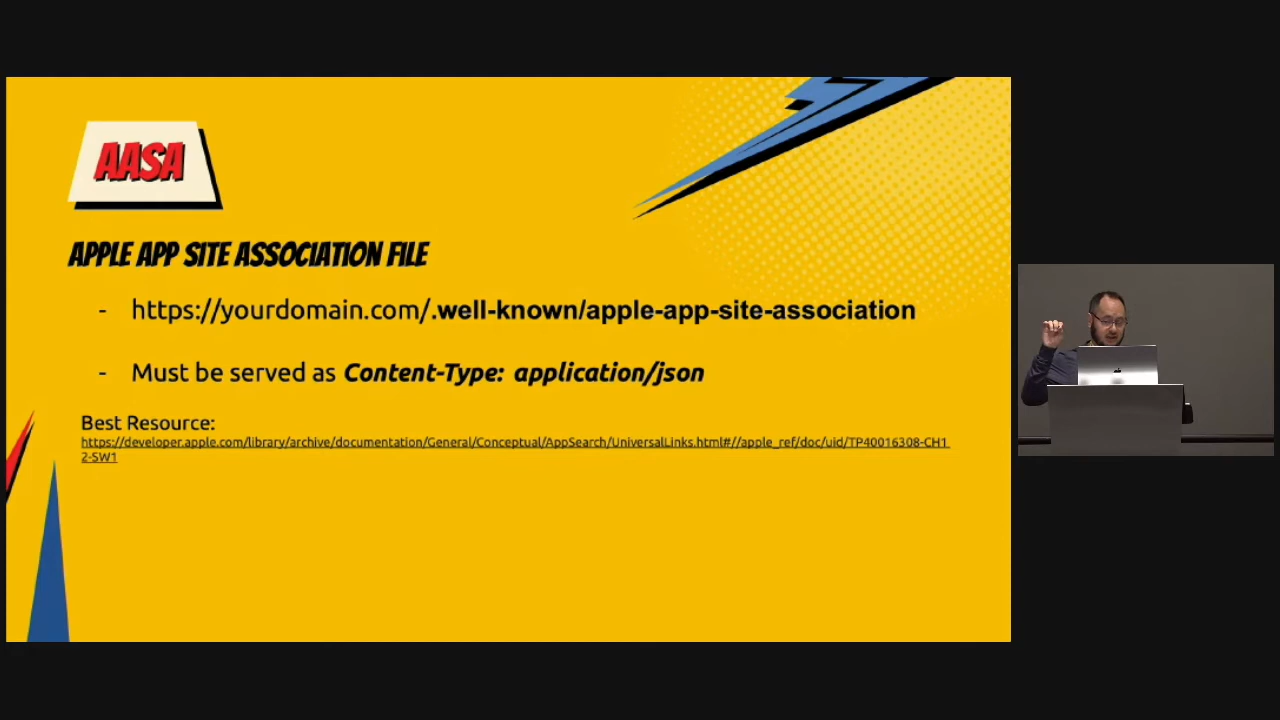 AASA
APPLE APP SITE ASSOCIATION FILE
- https://yourdomain.com/.well-known/apple-app-site-association
- Must be served as Content-Type: application/json
Best Resource:
https://developer.apple.com/library/archive/documentation/General/Conceptual/AppSearch/UniversalLinks.html#//apple_ref/doc/uid/TP40016308-CH1
2-SW1